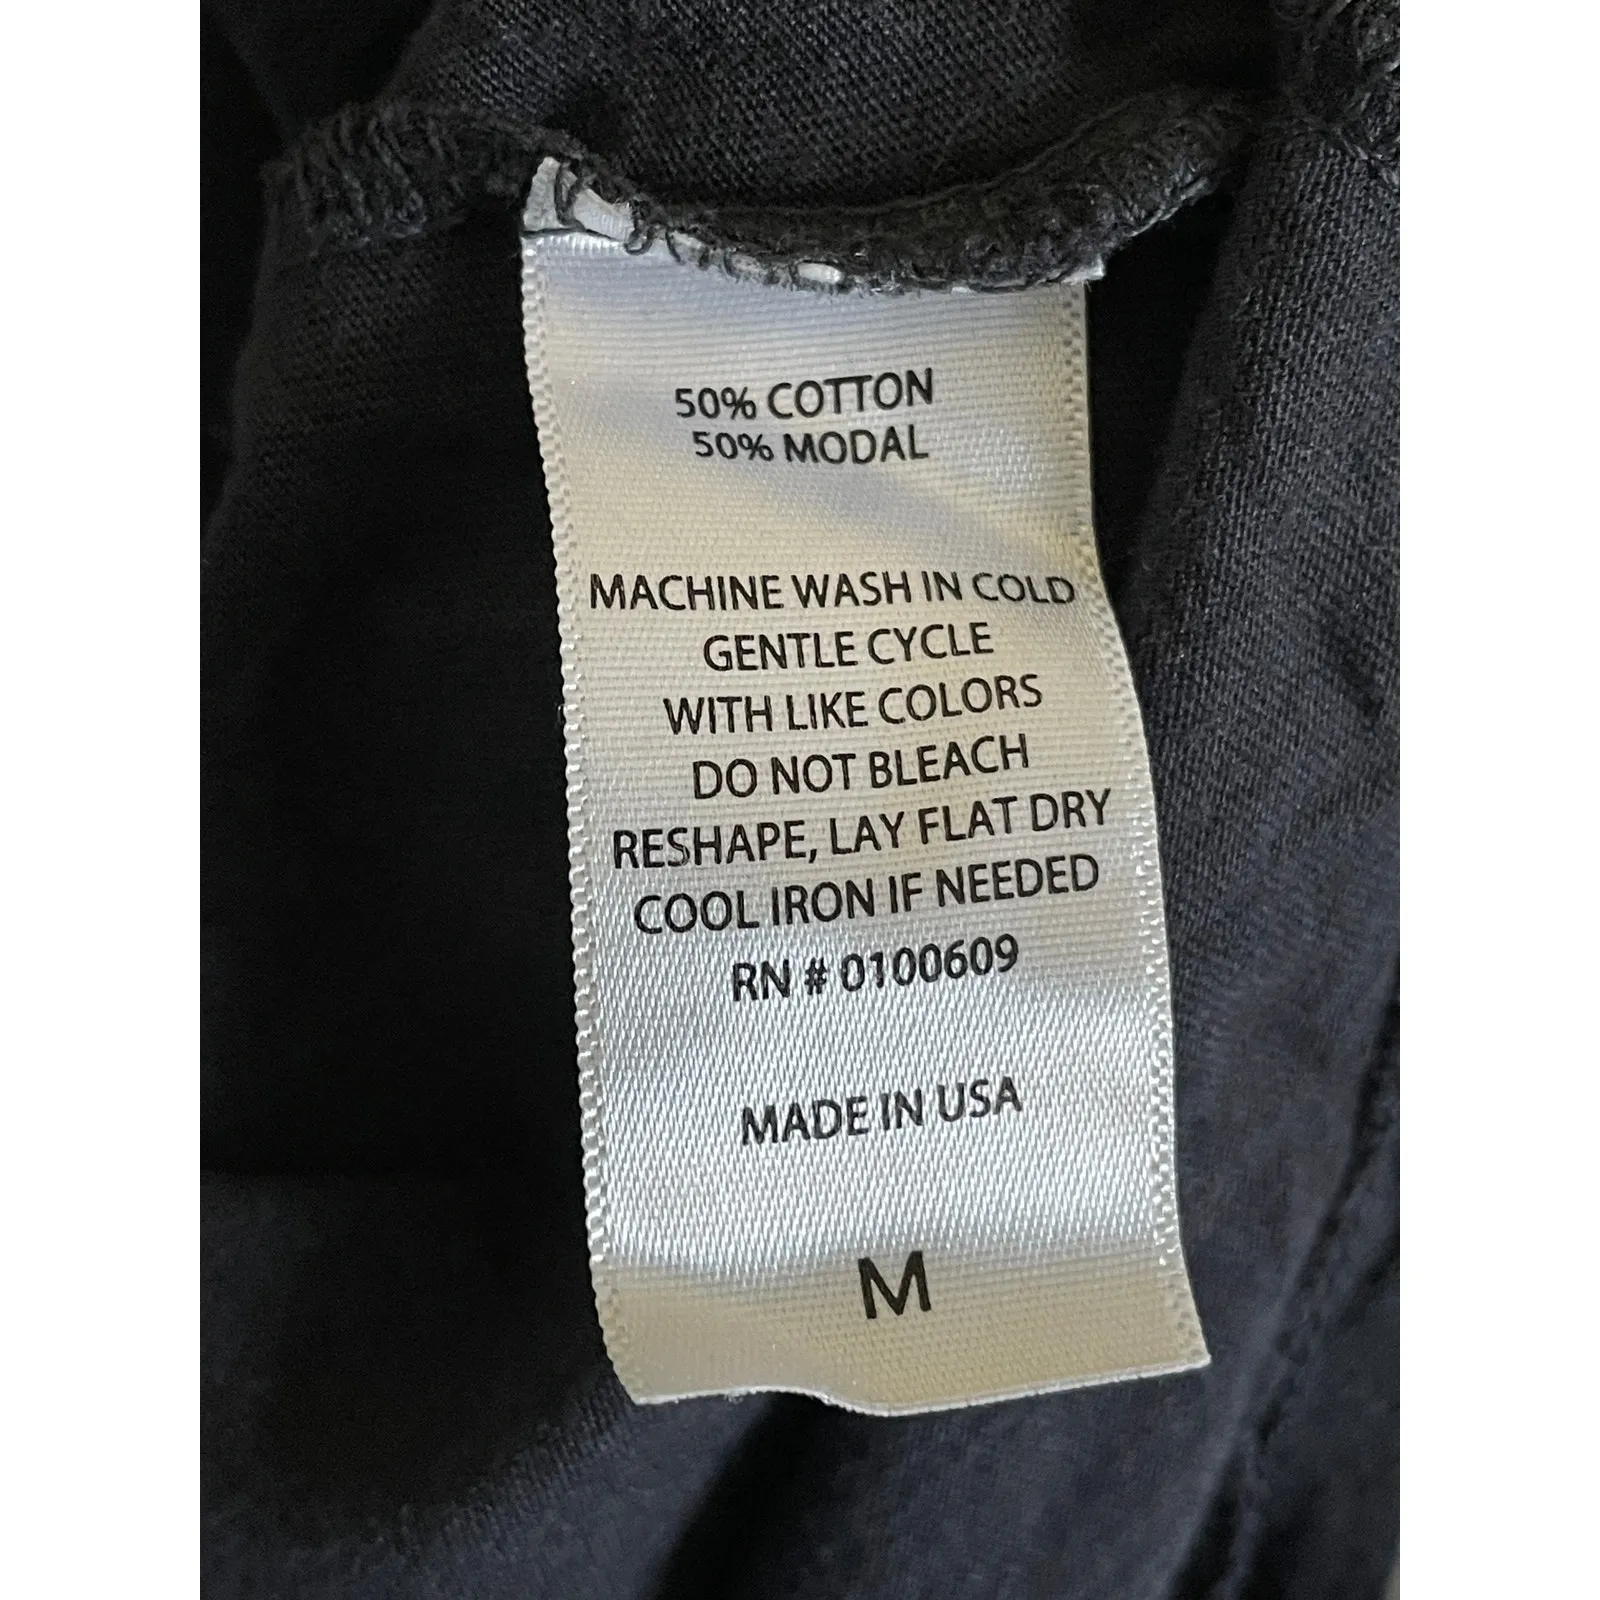 50% COTTON
50% MODAL
MACHINE WASH IN COLD
GENTLE CYCLE
WITH LIKE COLORS
DO NOT BLEACH
RESHAPE, LAY FLAT DRY
COOL IRON IF NEEDED
RN # 0100609
MADE IN USA
M